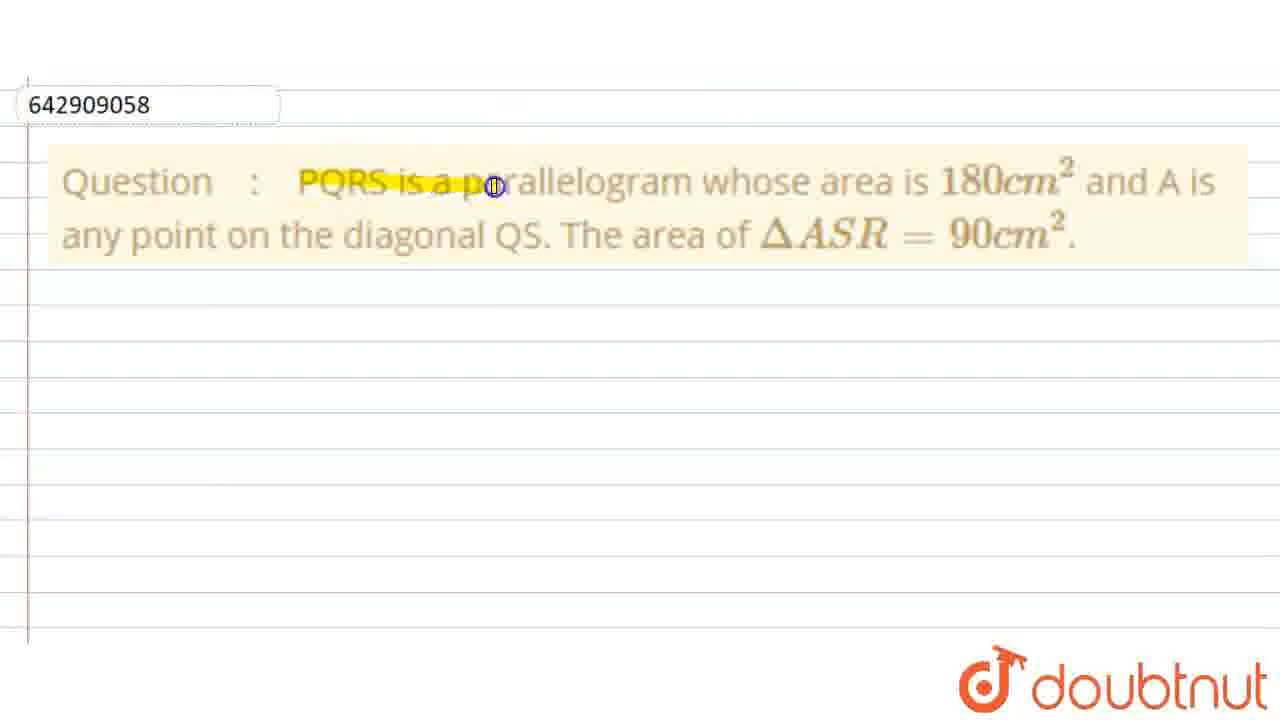 642909058
Question : PQRS is a parallelogram whose area is 180cm² and A is
any point on the diagonal QS. The area of ΔASR = 90cm².
doubtnut